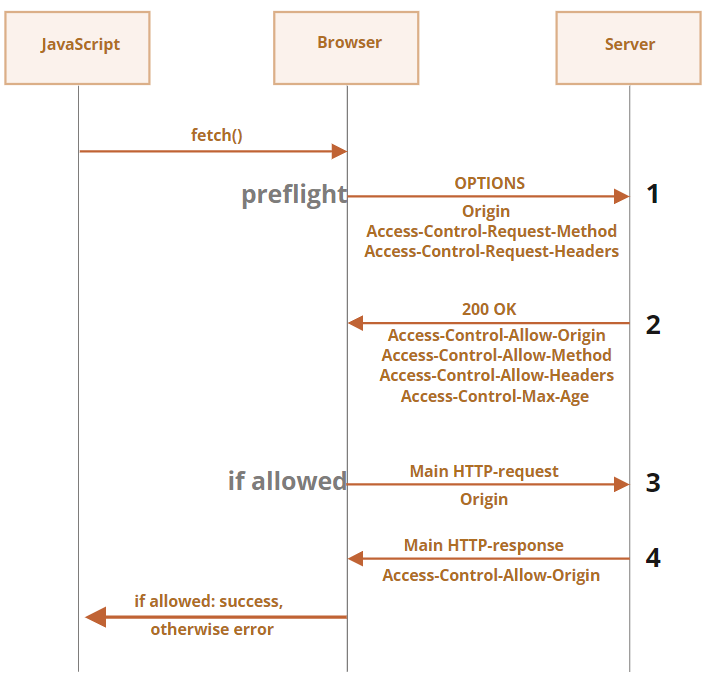 JavaScript
Browser
Server
fetch()
preflight
OPTIONS
1
Origin
Access-Control-Request-Method
Access-Control-Request-Headers
200 OK
2
Access-Control-Allow-Origin
Access-Control-Allow-Method
Access-Control-Allow-Headers
Access-Control-Max-Age
if allowed
Main HTTP-request
3
Origin
Main HTTP-response
4
Access-Control-Allow-Origin
if allowed: success,
otherwise error